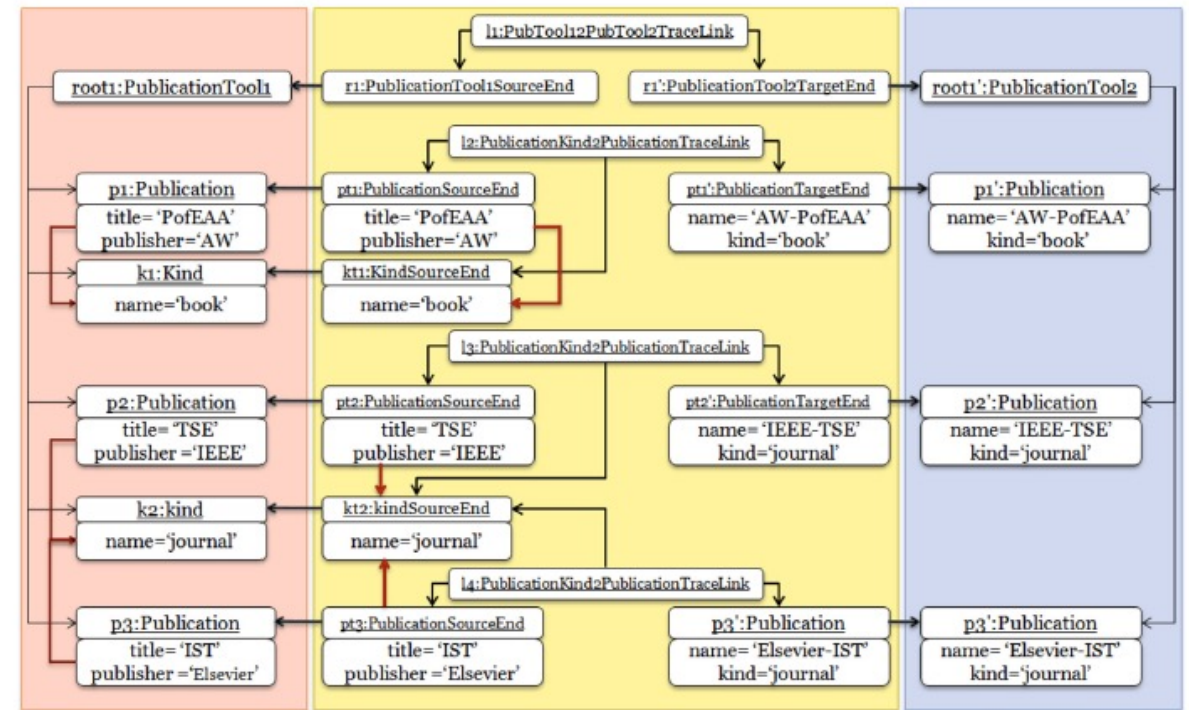 l1:PubTool12PubTool2TraceLink
root1:PublicationTool1
r1:PublicationTool1SourceEnd
r1':PublicationTool2TargetEnd
root1':PublicationTool2
l2:PublicationKind2PublicationTraceLink
p1:Publication
title= ‘PofEAA’
publisher=‘AW’
pt1:PublicationSourceEnd
title= ‘PofEAA’
publisher=‘AW’
pt1':PublicationTargetEnd
name= ‘AW-PofEAA’
kind=‘book’
p1':Publication
name= ‘AW-PofEAA’
kind=‘book’
k1:Kind
name=‘book’
kt1:KindSourceEnd
name=‘book’
l3:PublicationKind2PublicationTraceLink
p2:Publication
title= ‘TSE’
publisher =‘IEEE’
pt2:PublicationSourceEnd
title= ‘TSE’
publisher =‘IEEE’
pt2':PublicationTargetEnd
name= ‘IEEE-TSE’
kind=‘journal’
p2':Publication
name= ‘IEEE-TSE’
kind=‘journal’
k2:kind
name=‘journal’
kt2:kindSourceEnd
name=‘journal’
l4:PublicationKind2PublicationTraceLink
p3:Publication
title= ‘IST’
publisher =‘Elsevier’
pt3:PublicationSourceEnd
title= ‘IST’
publisher =‘Elsevier’
p3':Publication
name= ‘Elsevier-IST’
kind=‘journal’
p3':Publication
name= ‘Elsevier-IST’
kind=‘journal’